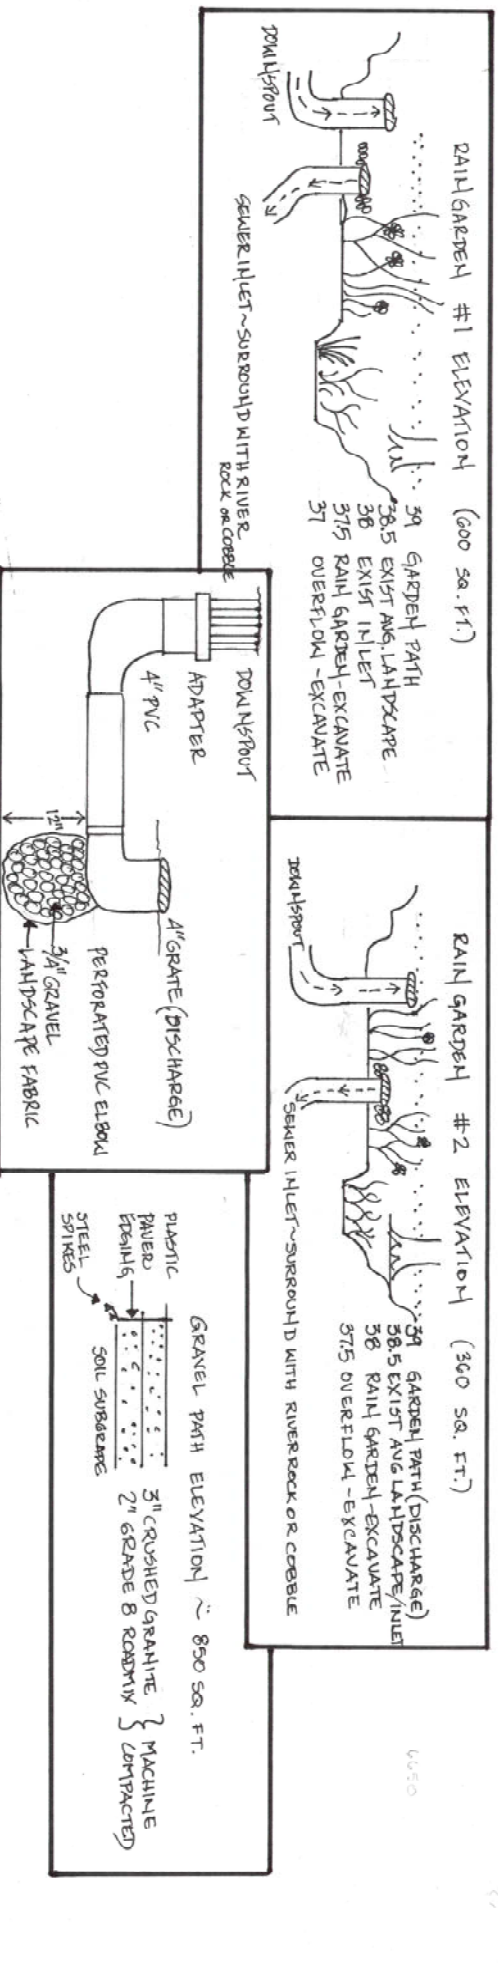 RAIN GARDEN #1 ELEVATION (600 SQ. FT.)
39 GARDEN PATH
38.5 EXIST AVG. LANDSCAPE
38 EXIST INLET
37.5 RAIN GARDEN-EXCAVATE
37 OVERFLOW-EXCAVATE
DOWNSPOUT
SEWER INLET~SURROUND WITH RIVER
ROCK OR COBBLE
RAIN GARDEN #2 ELEVATION (360 SQ. FT.)
39 GARDEN PATH (DISCHARGE)
38.5 EXIST AVG LANDSCAPE/INLET
38 RAIN GARDEN-EXCAVATE
37.5 OVERFLOW-EXCAVATE
DOWNSPOUT
SEWER INLET~SURROUND WITH RIVER ROCK OR COBBLE
DOWNSPOUT
ADAPTER
4" PVC
4" GRATE (DISCHARGE)
PERFORATED PVC ELBOW
12"
3/4" GRAVEL
LANDSCAPE FABRIC
GRAVEL PATH ELEVATION ~ 850 SQ. FT.
PLASTIC
PAVER
EDGING
STEEL
SPIKES
SOIL SUBGRADE
3" CRUSHED GRANITE } MACHINE
2" GRADE 8 ROADMIX } COMPACTED
6650